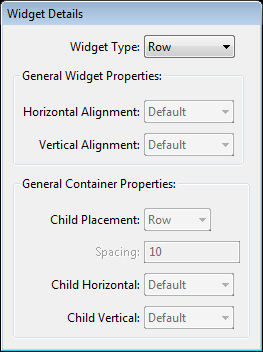 Widget Details
Widget Type: Row
General Widget Properties:
Horizontal Alignment: Default
Vertical Alignment: Default
General Container Properties:
Child Placement: Row
Spacing: 10
Child Horizontal: Default
Child Vertical: Default